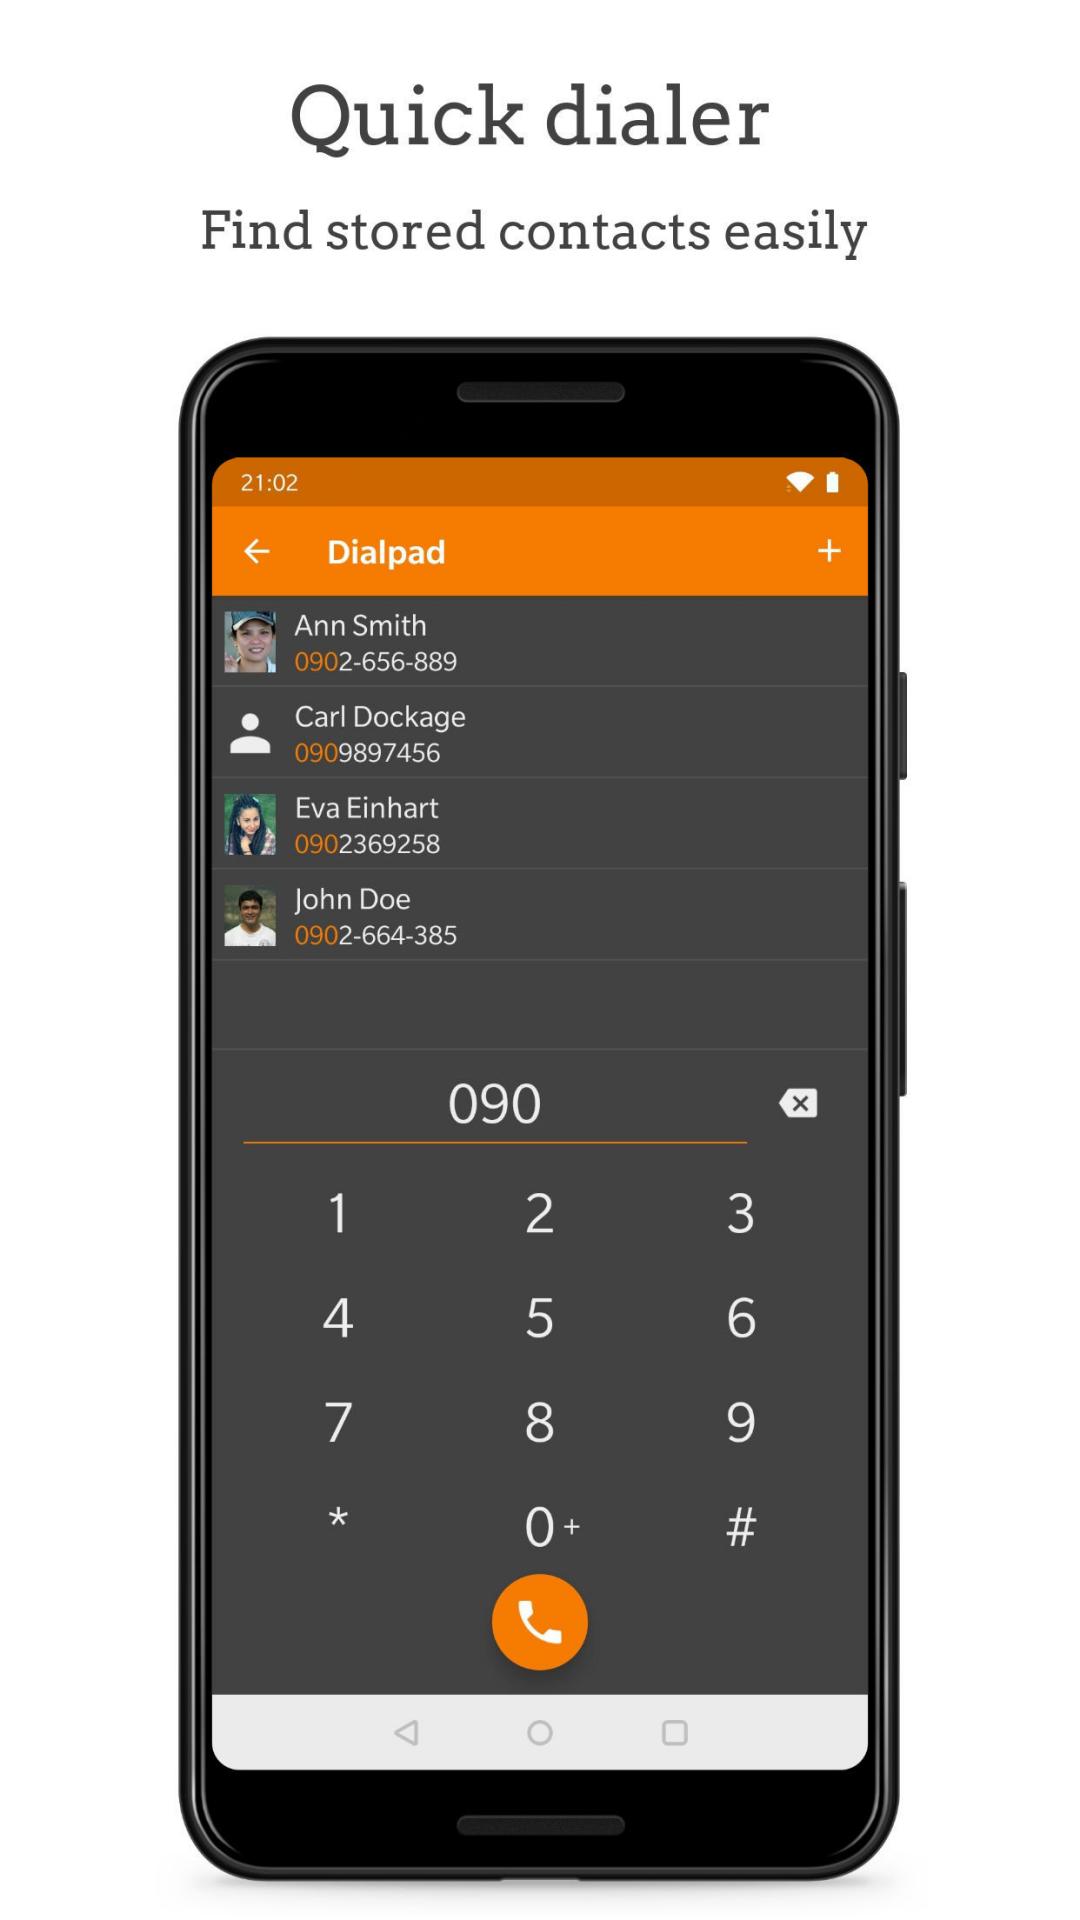 Quick dialer
Find stored contacts easily
21:02
Dialpad
Ann Smith
0902-656-889
Carl Dockage
0909897456
Eva Einhart
0902369258
John Doe
0902-664-385
090
1 2 3
4 5 6
7 8 9
* 0 + #